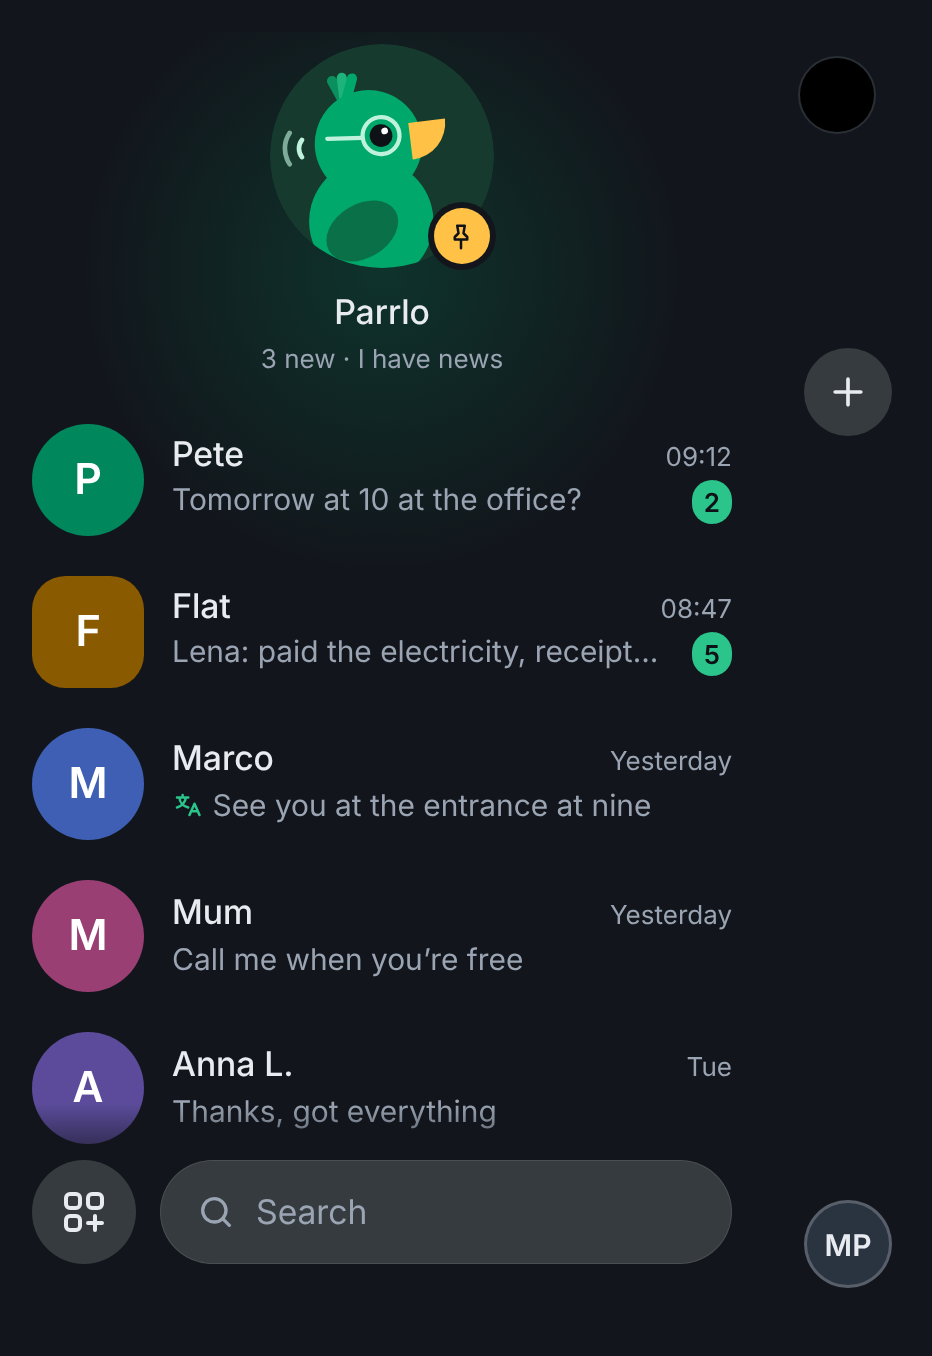 Parrlo
3 new · I have news
P
Pete
09:12
Tomorrow at 10 at the office?
2
F
Flat
08:47
Lena: paid the electricity, receipt...
5
M
Marco
Yesterday
See you at the entrance at nine
M
Mum
Yesterday
Call me when you’re free
A
Anna L.
Tue
Thanks, got everything
Search
MP